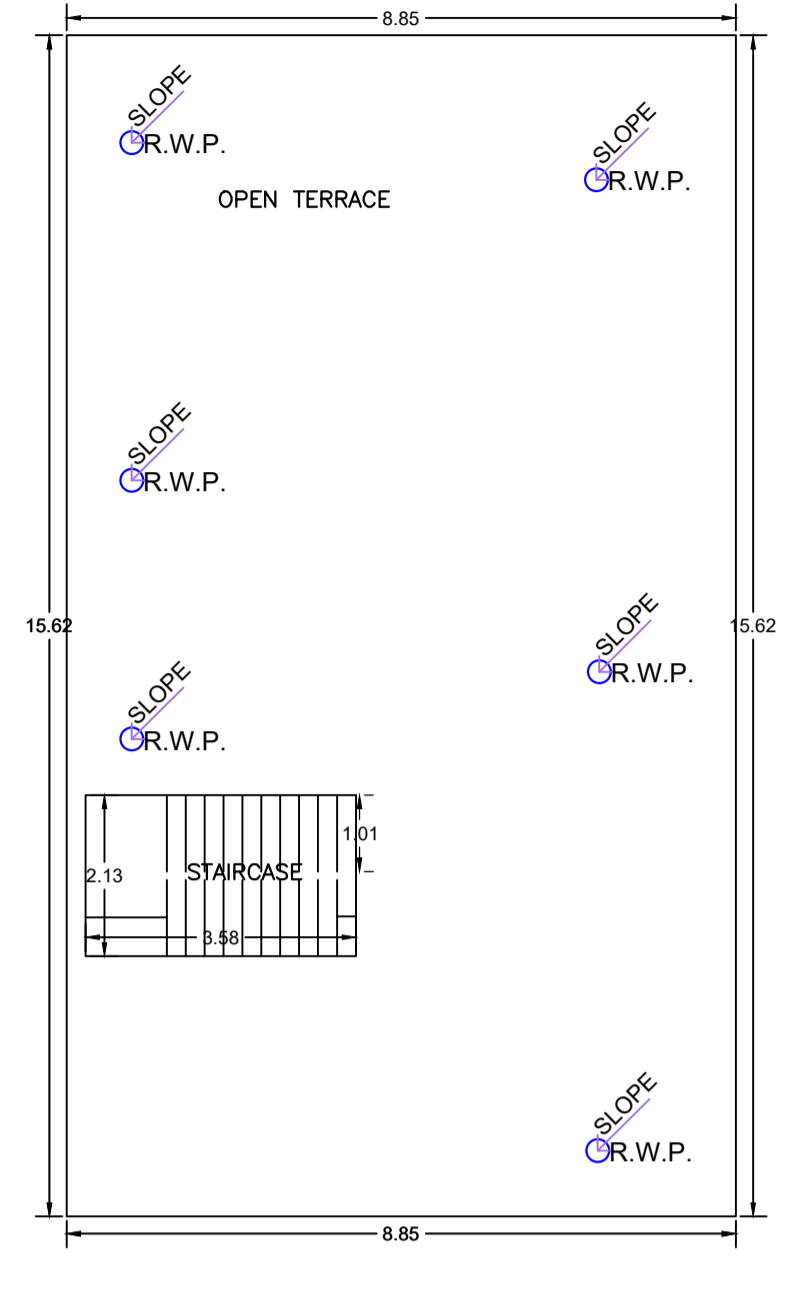 8.85
SLOPE
R.W.P.
SLOPE
R.W.P.
OPEN TERRACE
SLOPE
R.W.P.
15.62
15.62
SLOPE
R.W.P.
SLOPE
R.W.P.
1.01
STAIRCASE
2.13
3.58
SLOPE
R.W.P.
8.85